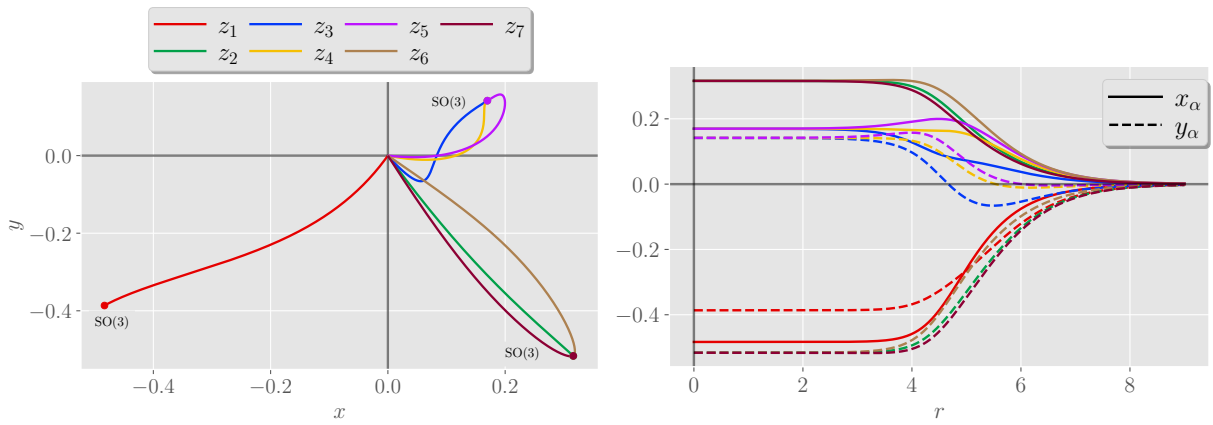 z₁ z₃ z₅ z₇
z₂ z₄ z₆
SO(3)
SO(3)
SO(3)
0.0
−0.2
−0.4
y
−0.4 −0.2 0.0 0.2
x
x_α
y_α
0.2
0.0
−0.2
−0.4
0 2 4 6 8
r